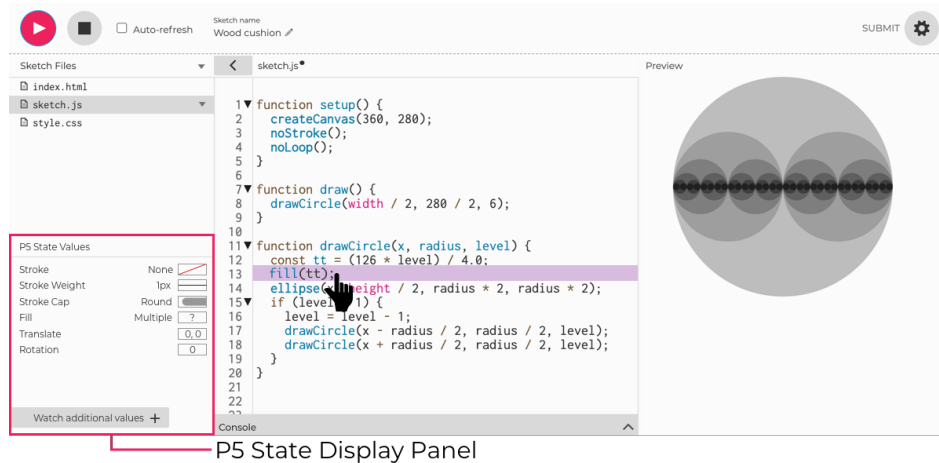 Auto-refresh
Sketch name
Wood cushion
SUBMIT
Sketch Files
sketch.js
Preview
index.html
sketch.js
style.css
1 function setup() {
2 createCanvas(360, 280);
3 noStroke();
4 noLoop();
5 }
6
7 function draw() {
8 drawCircle(width / 2, 280 / 2, 6);
9 }
10
11 function drawCircle(x, radius, level) {
12 const tt = (126 * level) / 4.0;
13 fill(tt);
14 ellipse( height / 2, radius * 2, radius * 2);
15 if (level 1) {
16 level = level - 1;
17 drawCircle(x - radius / 2, radius / 2, level);
18 drawCircle(x + radius / 2, radius / 2, level);
19 }
20 }
21
22
P5 State Values
Stroke None
Stroke Weight 1px
Stroke Cap Round
Fill Multiple ?
Translate 0, 0
Rotation 0
Watch additional values +
Console
P5 State Display Panel